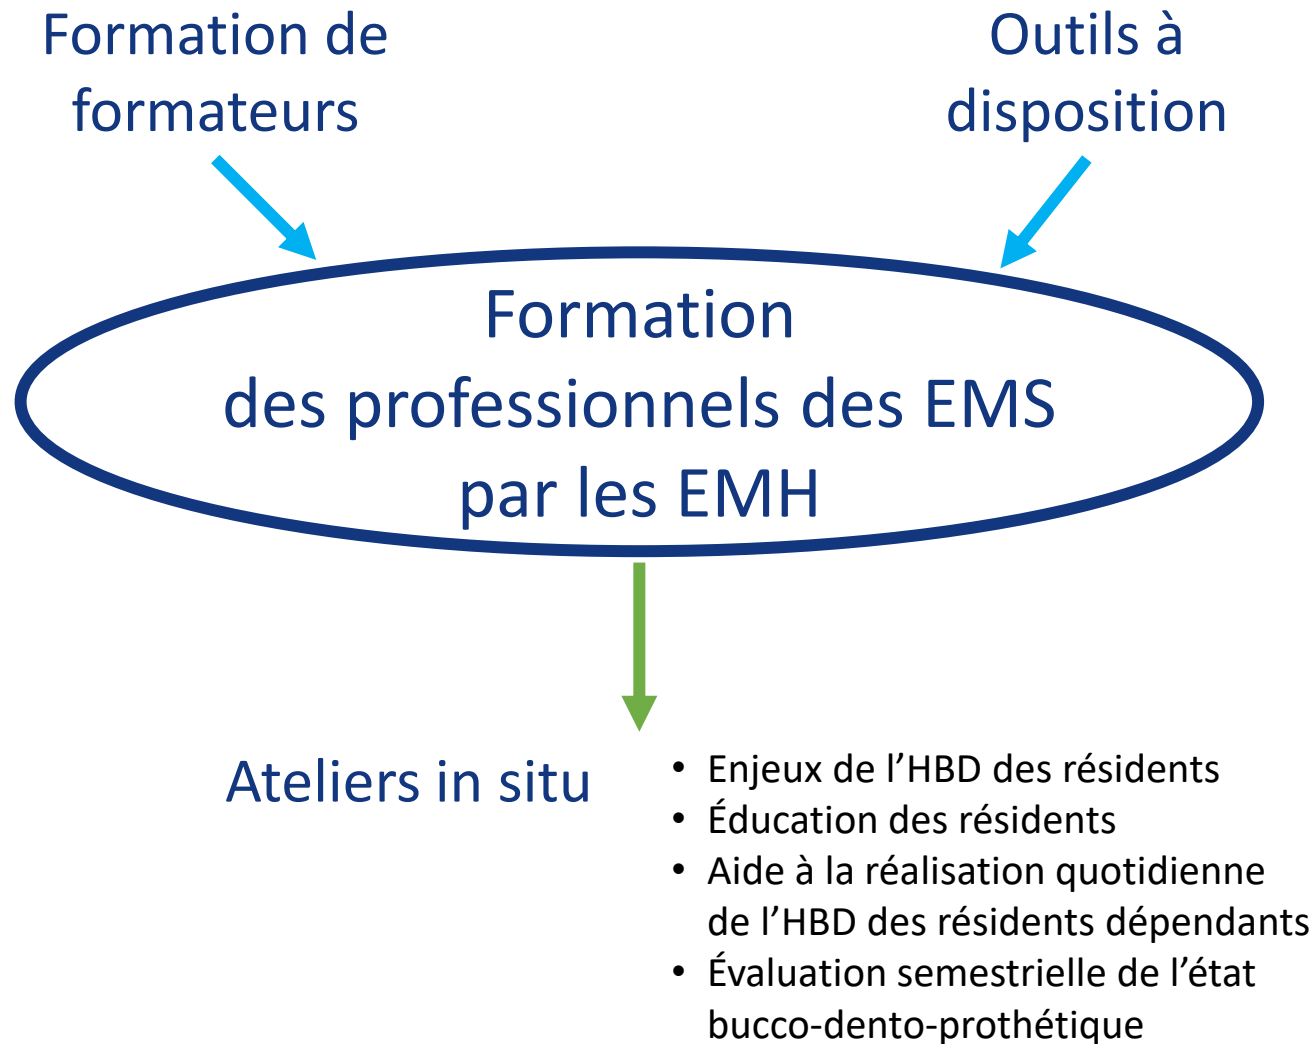 Formation de
formateurs
Outils à
disposition
Formation
des professionnels des EMS
par les EMH
Ateliers in situ
• Enjeux de l’HBD des résidents
• Éducation des résidents
• Aide à la réalisation quotidienne
de l’HBD des résidents dépendants
• Évaluation semestrielle de l’état
bucco-dento-prothétique